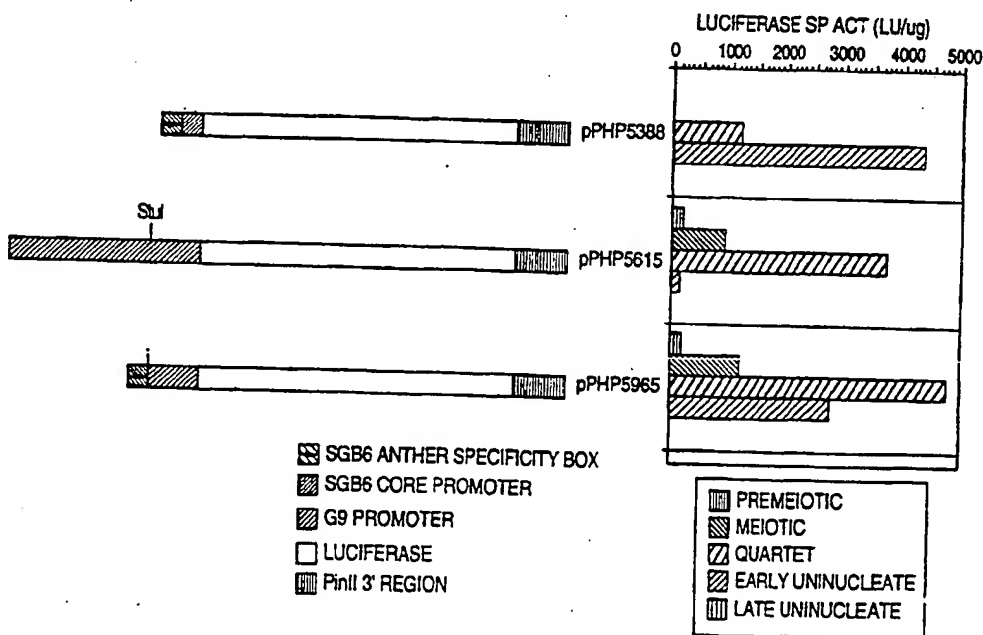 LUCIFERASE SP ACT (LU/ug)
0 1000 2000 3000 4000 5000
pPHP5388
StuI
pPHP5615
pPHP5965
SGB6 ANTHER SPECIFICITY BOX
SGB6 CORE PROMOTER
G9 PROMOTER
LUCIFERASE
PinII 3' REGION
PREMEIOTIC
MEIOTIC
QUARTET
EARLY UNINUCLEATE
LATE UNINUCLEATE